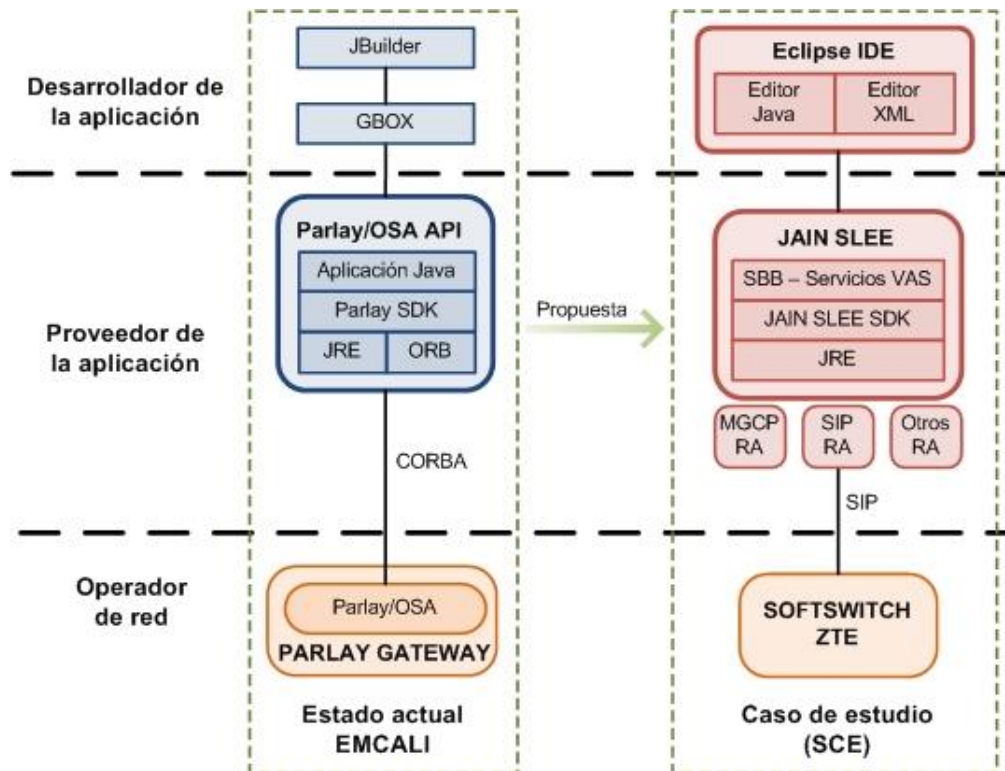 Desarrollador de
la aplicación
JBuilder
GBOX
Eclipse IDE
Editor
Java
Editor
XML
Proveedor de
la aplicación
Parlay/OSA API
Aplicación Java
Parlay SDK
JRE
ORB
CORBA
Propuesta
JAIN SLEE
SBB – Servicios VAS
JAIN SLEE SDK
JRE
MGCP
RA
SIP
RA
Otros
RA
SIP
Operador
de red
Parlay/OSA
PARLAY GATEWAY
SOFTSWITCH
ZTE
Estado actual
EMCALI
Caso de estudio
(SCE)